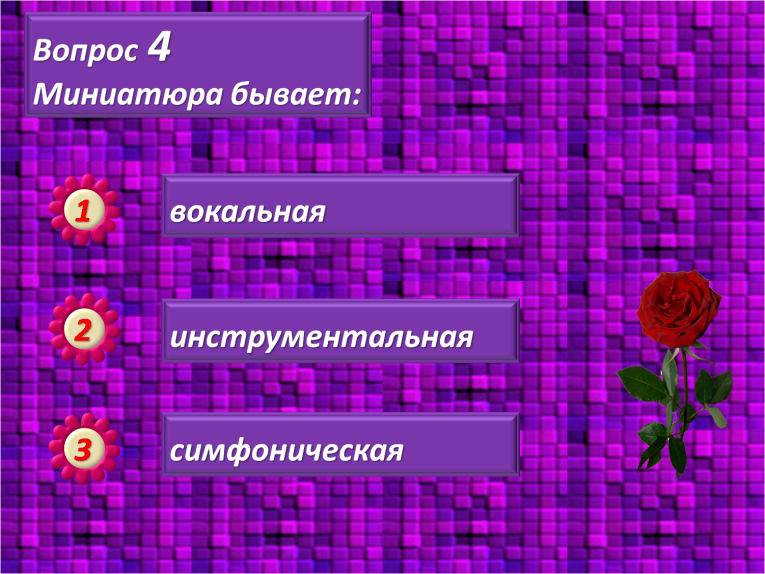 Вопрос 4
Миниатюра бывает:
1
вокальная
2
инструментальная
3
симфоническая